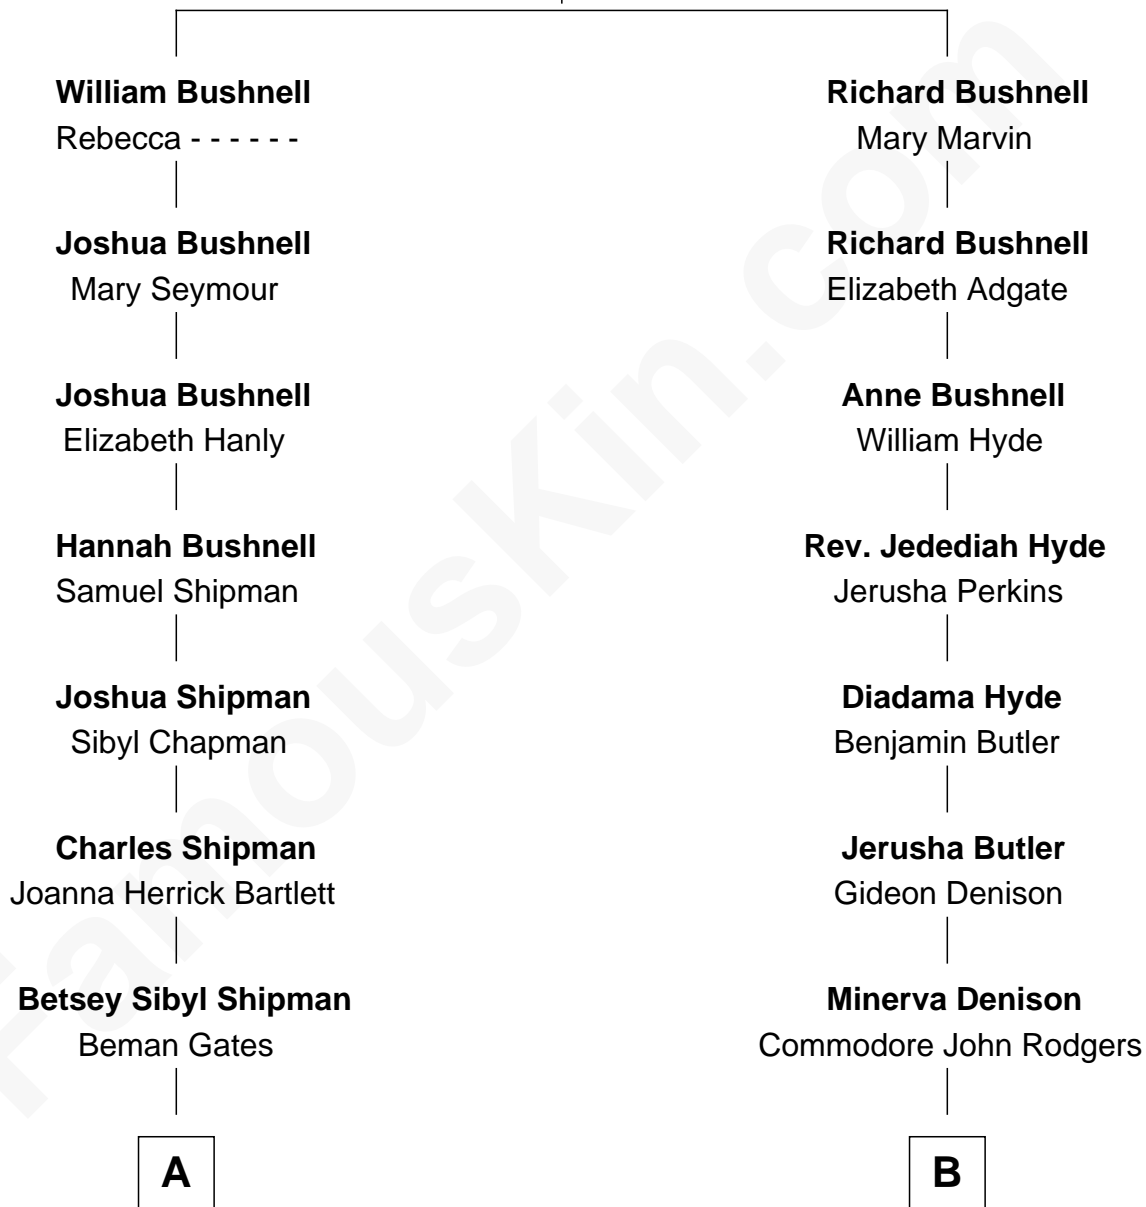 William Bushnell
Rebecca - - - - - -
Richard Bushnell
Mary Marvin
Joshua Bushnell
Mary Seymour
Richard Bushnell
Elizabeth Adgate
Joshua Bushnell
Elizabeth Hanly
Anne Bushnell
William Hyde
Hannah Bushnell
Samuel Shipman
Rev. Jedediah Hyde
Jerusha Perkins
Joshua Shipman
Sibyl Chapman
Diadama Hyde
Benjamin Butler
Charles Shipman
Joanna Herrick Bartlett
Jerusha Butler
Gideon Denison
Betsey Sibyl Shipman
Beman Gates
Minerva Denison
Commodore John Rodgers
A
B
FamousKin.com